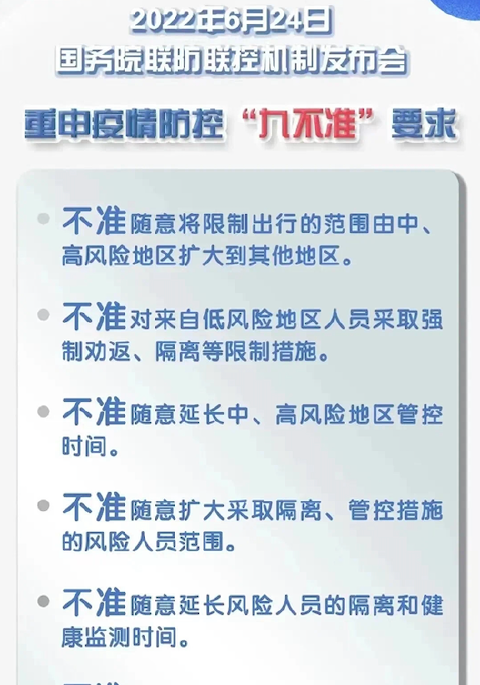 2022年6月24日
国务院联防联控机制发布会
重申疫情防控“九不准”要求
不准随意将限制出行的范围由中、
高风险地区扩大到其他地区。
不准对来自低风险地区人员采取强
制劝返、隔离等限制措施。
不准随意延长中、高风险地区管控
时间。
不准随意扩大采取隔离、管控措施
的风险人员范围。
不准随意延长风险人员的隔离和健
康监测时间。